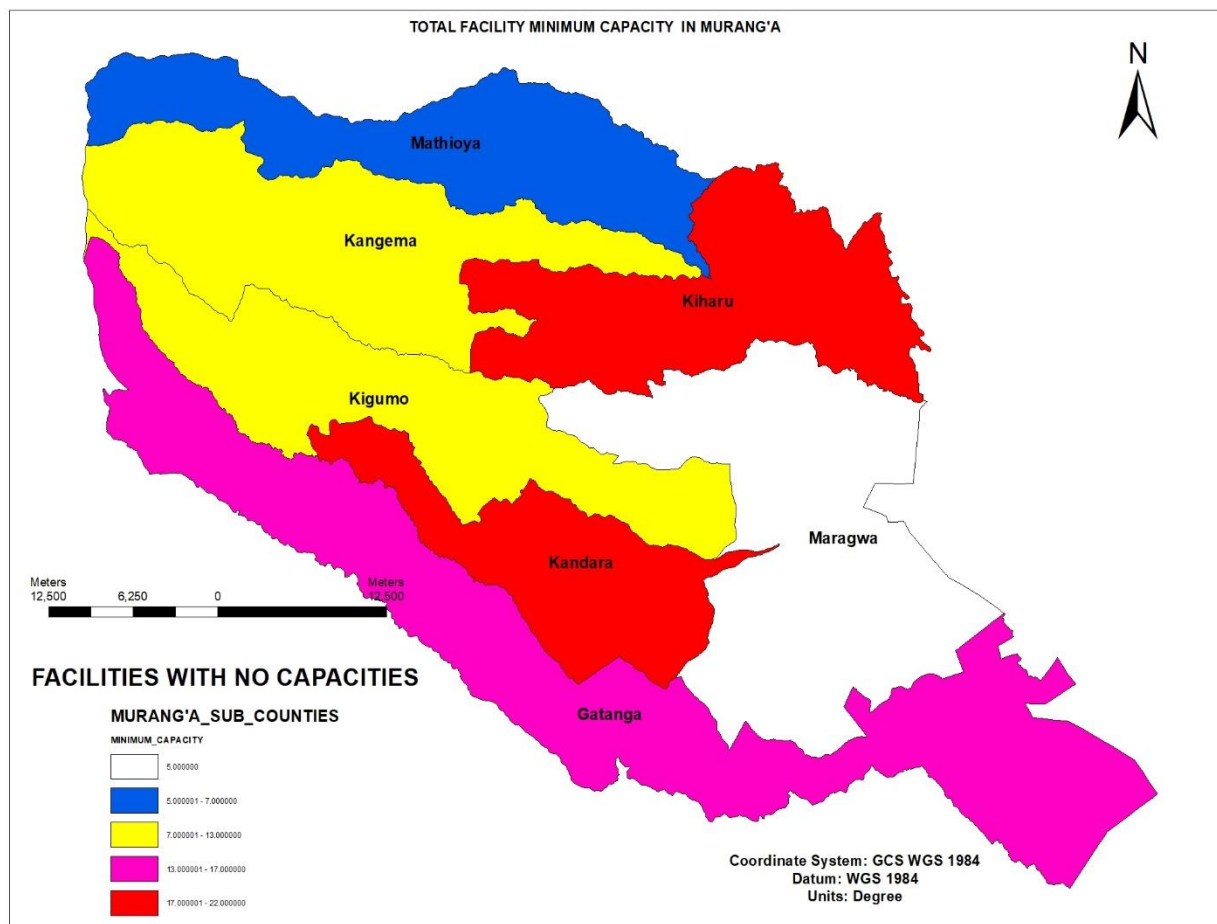 TOTAL FACILITY MINIMUM CAPACITY IN MURANG'A
N
Mathioya
Kangema
Kiharu
Kigumo
Maragwa
Kandara
Gatanga
Meters Meters
12,500 6,250 0 12,500
FACILITIES WITH NO CAPACITIES
MURANG'A_SUB_COUNTIES
MINIMUM_CAPACITY
5.000000
5.000001 - 7.000000
7.000001 - 13.000000
13.000001 - 17.000000
17.000001 - 22.000000
Coordinate System: GCS WGS 1984
Datum: WGS 1984
Units: Degree